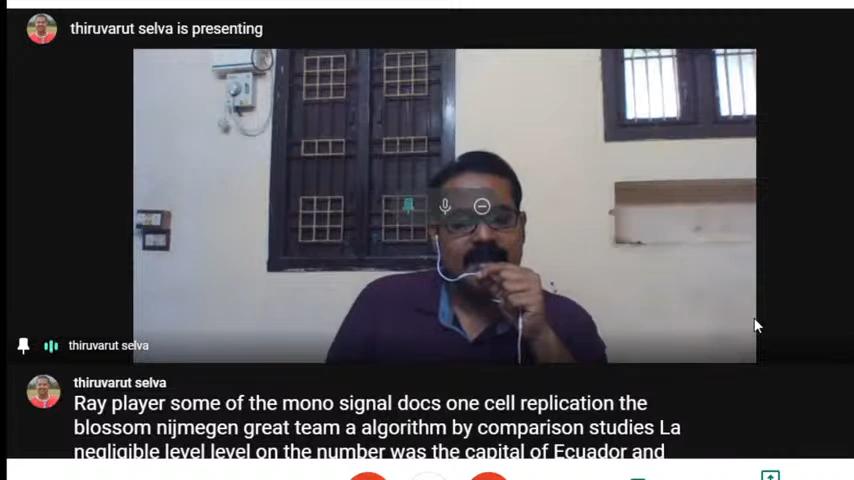 thiruvarut selva is presenting
thiruvarut selva
thiruvarut selva
Ray player some of the mono signal docs one cell replication the
blossom nijmegen great team a algorithm by comparison studies La
negligible level level on the number was the capital of Ecuador and